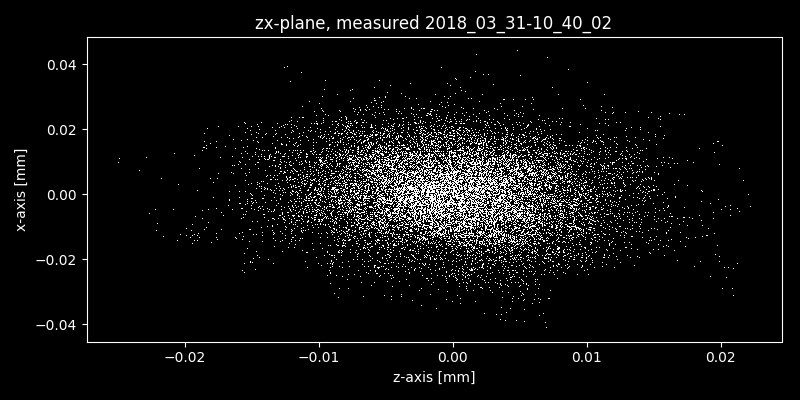 zx-plane, measured 2018_03_31-10_40_02
0.04
0.02
0.00
−0.02
−0.04
x-axis [mm]
−0.02 −0.01 0.00 0.01 0.02
z-axis [mm]